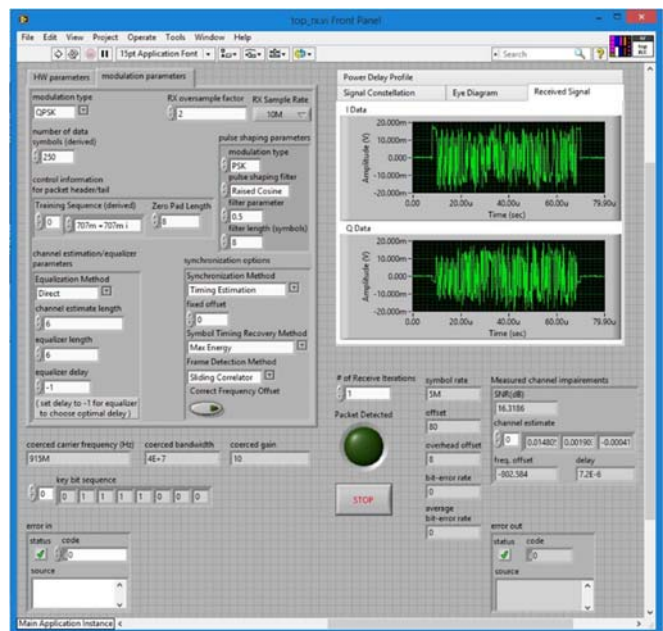 top_rx.vi Front Panel
File Edit View Project Operate Tools Window Help
15pt Application Font
Search
HW parameters
modulation parameters
modulation type
QPSK
RX oversample factor
2
RX Sample Rate
10M
number of data
symbols (derived)
250
control information
for packet header/tail
Training Sequence (derived)
0
707m +707m i
Zero Pad Length
8
pulse shaping parameters
modulation type
PSK
pulse shaping filter
Raised Cosine
filter parameter
0.5
filter length (symbols)
8
channel estimation/equalizer
parameters
Equalization Method
Direct
channel estimate length
6
equalizer length
6
equalizer delay
-1
( set delay to -1 for equalizer
to choose optimal delay )
synchronization options
Synchronization Method
Timing Estimation
fixed offset
0
Symbol Timing Recovery Method
Max Energy
Frame Detection Method
Sliding Correlator
Correct Frequency Offset
Power Delay Profile
Signal Constellation
Eye Diagram
Received Signal
I Data
Amplitude (V)
20.000m
10.000m
0.000
-10.000m
-20.000m
0.00 20.00u 40.00u 60.00u 79.90u
Time (sec)
Q Data
Amplitude (V)
20.000m
10.000m
0.000
-10.000m
-20.000m
0.00 20.00u 40.00u 60.00u 79.90u
Time (sec)
# of Receive Iterations
1
Packet Detected
STOP
symbol rate
5M
offset
80
overhead offset
8
bit-error rate
0
average
bit-error rate
0
Measured channel impairments
SNR(dB)
16.3186
channel estimate
0
0.01480
0.00190
-0.00041
freq. offset
-802.584
delay
7.2E-6
coerced carrier frequency (Hz)
915M
coerced bandwidth
4E+7
coerced gain
10
key bit sequence
0
0 1 1 1 1 0 0 0
error in
status code
0
source
error out
status code
0
source
Main Application Instance